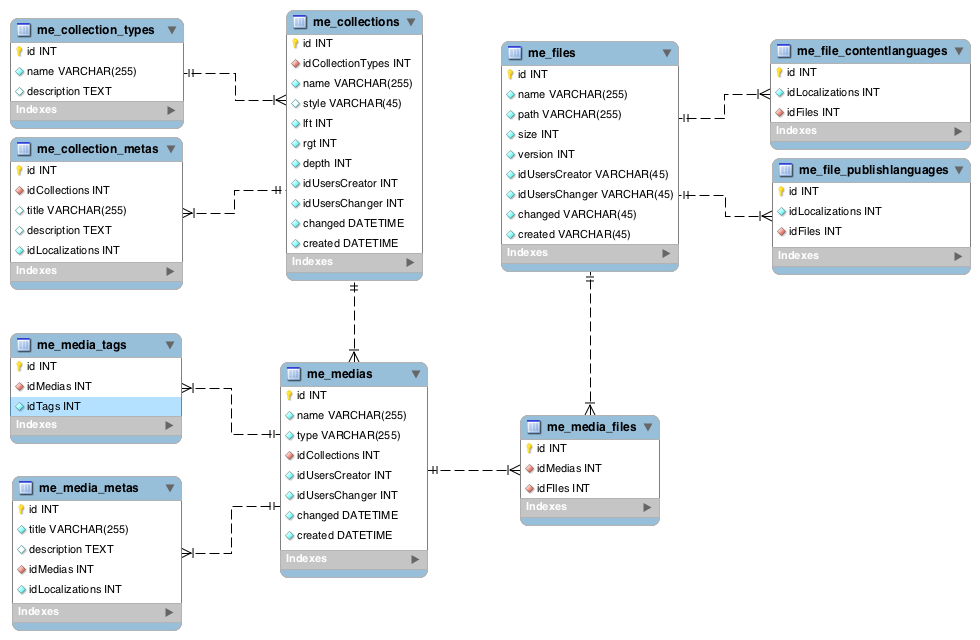 me_collection_types
id INT
name VARCHAR(255)
description TEXT
Indexes
me_collection_metas
id INT
idCollections INT
title VARCHAR(255)
description TEXT
idLocalizations INT
Indexes
me_collections
id INT
idCollectionTypes INT
name VARCHAR(255)
style VARCHAR(45)
lft INT
rgt INT
depth INT
idUsersCreator INT
idUsersChanger INT
changed DATETIME
created DATETIME
Indexes
me_files
id INT
name VARCHAR(255)
path VARCHAR(255)
size INT
version INT
idUsersCreator VARCHAR(45)
idUsersChanger VARCHAR(45)
changed VARCHAR(45)
created VARCHAR(45)
Indexes
me_file_contentlanguages
id INT
idLocalizations INT
idFiles INT
Indexes
me_file_publishlanguages
id INT
idLocalizations INT
idFiles INT
Indexes
me_media_tags
id INT
idMedias INT
idTags INT
Indexes
me_media_metas
id INT
title VARCHAR(255)
description TEXT
idMedias INT
idLocalizations INT
Indexes
me_medias
id INT
name VARCHAR(255)
type VARCHAR(255)
idCollections INT
idUsersCreator INT
idUsersChanger INT
changed DATETIME
created DATETIME
Indexes
me_media_files
id INT
idMedias INT
idFIles INT
Indexes